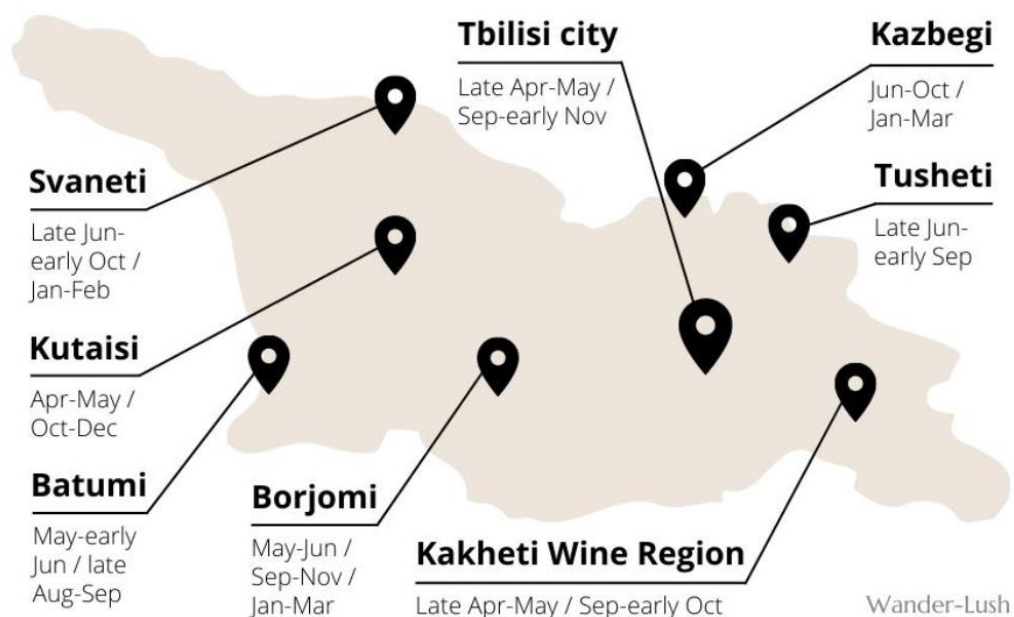 Tbilisi city
Late Apr-May /
Sep-early Nov
Kazbegi
Jun-Oct /
Jan-Mar
Svaneti
Late Jun-
early Oct /
Jan-Feb
Tusheti
Late Jun-
early Sep
Kutaisi
Apr-May /
Oct-Dec
Batumi
May-early
Jun / late
Aug-Sep
Borjomi
May-Jun /
Sep-Nov /
Jan-Mar
Kakheti Wine Region
Late Apr-May / Sep-early Oct
Wander-Lush